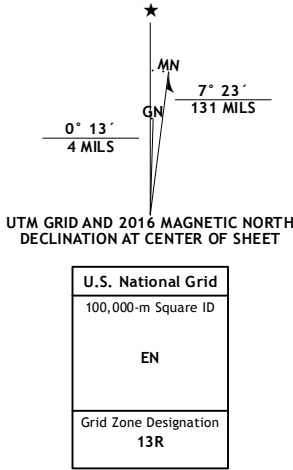 MN
GN
7° 23´
131 MILS
0° 13´
4 MILS
UTM GRID AND 2016 MAGNETIC NORTH
DECLINATION AT CENTER OF SHEET
U.S. National Grid
100,000-m Square ID
EN
Grid Zone Designation
13R